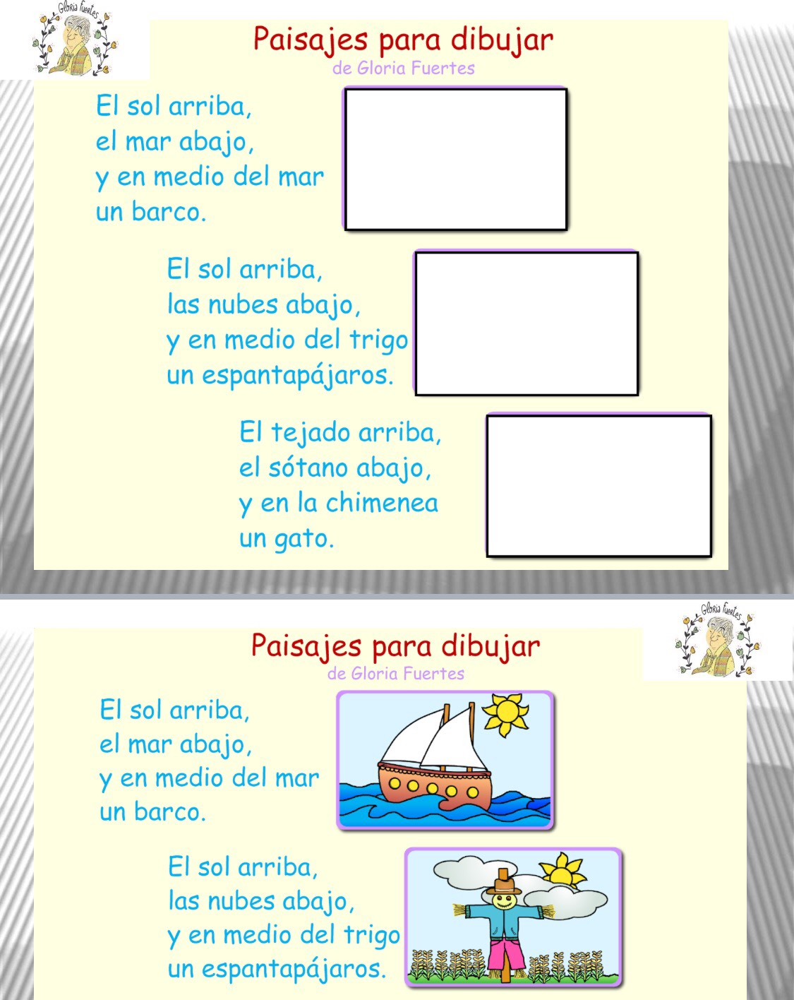 Gloria Fuertes
Paisajes para dibujar
de Gloria Fuertes
El sol arriba,
el mar abajo,
y en medio del mar
un barco.
El sol arriba,
las nubes abajo,
y en medio del trigo
un espantapájaros.
El tejado arriba,
el sótano abajo,
y en la chimenea
un gato.
Gloria Fuertes
Paisajes para dibujar
de Gloria Fuertes
El sol arriba,
el mar abajo,
y en medio del mar
un barco.
El sol arriba,
las nubes abajo,
y en medio del trigo
un espantapájaros.